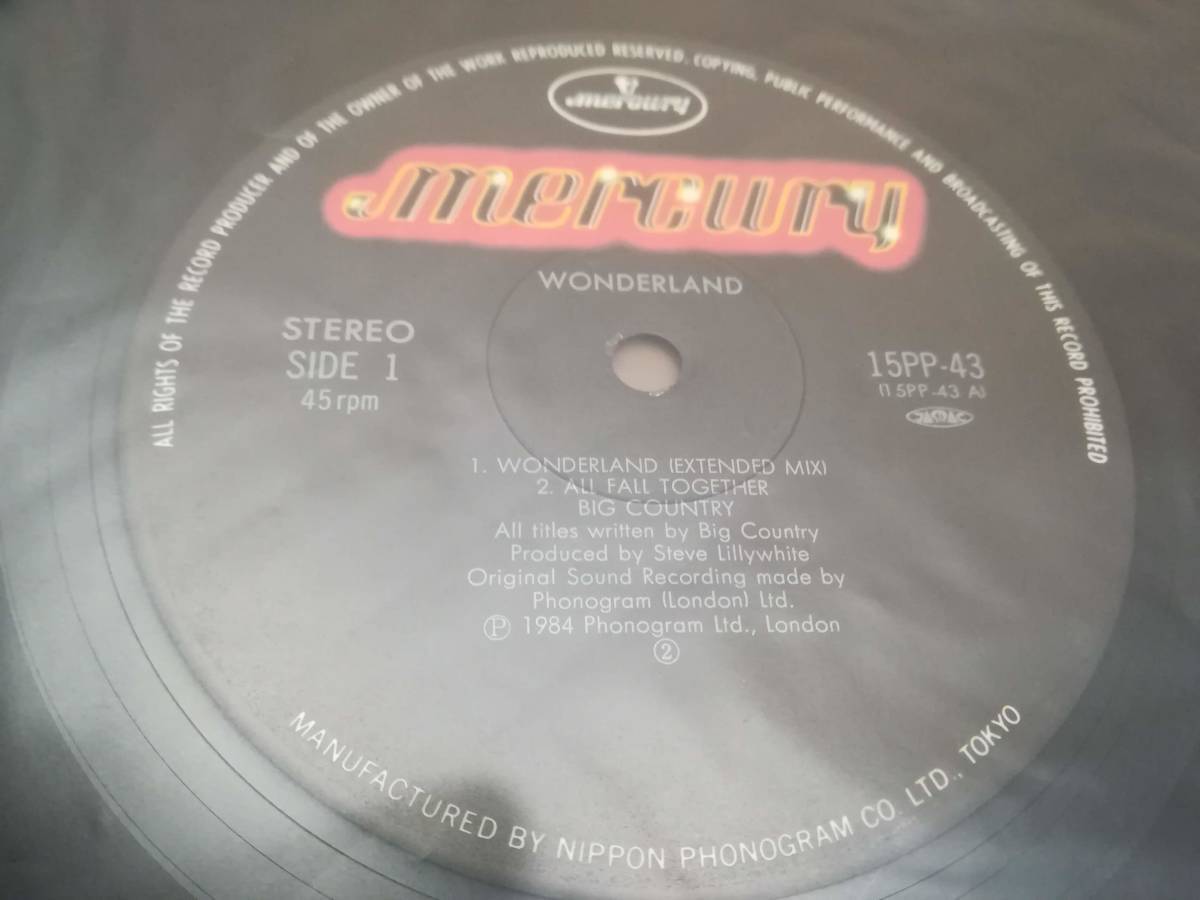 ALL RIGHTS OF THE RECORD PRODUCER AND OF THE OWNER OF THE WORK REPRODUCED RESERVED. COPYING, PUBLIC PERFORMANCE AND BROADCASTING OF THIS RECORD PROHIBITED
mercury
mercury
WONDERLAND
STEREO
SIDE 1
45rpm
15PP-43
(15PP-43 A)
JASRAC
1. WONDERLAND (EXTENDED MIX)
2. ALL FALL TOGETHER
BIG COUNTRY
All titles written by Big Country
Produced by Steve Lillywhite
Original Sound Recording made by
Phonogram (London) Ltd.
Ⓟ 1984 Phonogram Ltd., London
②
MANUFACTURED BY NIPPON PHONOGRAM CO. LTD., TOKYO